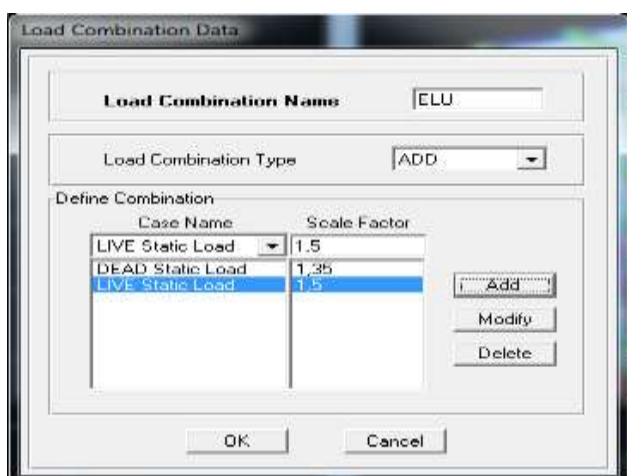 Load Combination Data
Load Combination Name ELU
Load Combination Type ADD
Define Combination
Case Name Scale Factor
LIVE Static Load 1.5
DEAD Static Load 1,35
LIVE Static Load 1,5
Add
Modify
Delete
OK Cancel